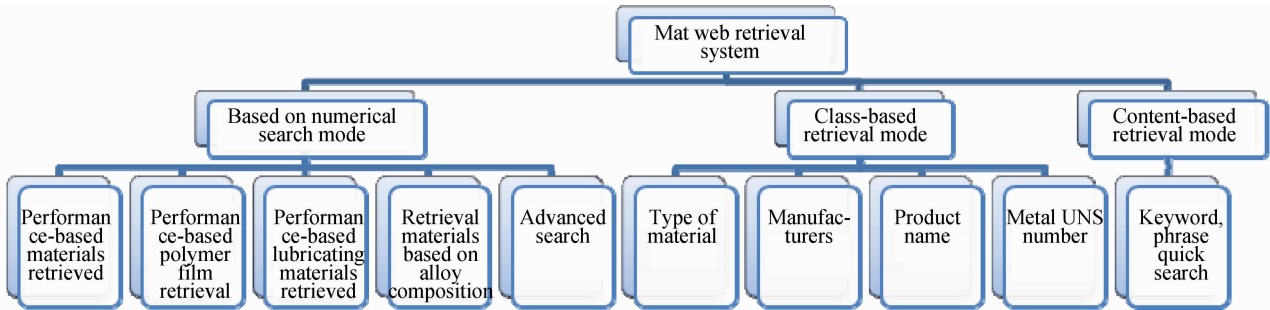 Mat web retrieval
system
Based on numerical
search mode
Class-based
retrieval mode
Content-based
retrieval mode
Performan
ce-based
materials
retrieved
Performan
ce-based
polymer
film
retrieval
Performan
ce-based
lubricating
materials
retrieved
Retrieval
materials
based on
alloy
composition
Advanced
search
Type of
material
Manufac-
turers
Product
name
Metal UNS
number
Keyword,
phrase
quick
search